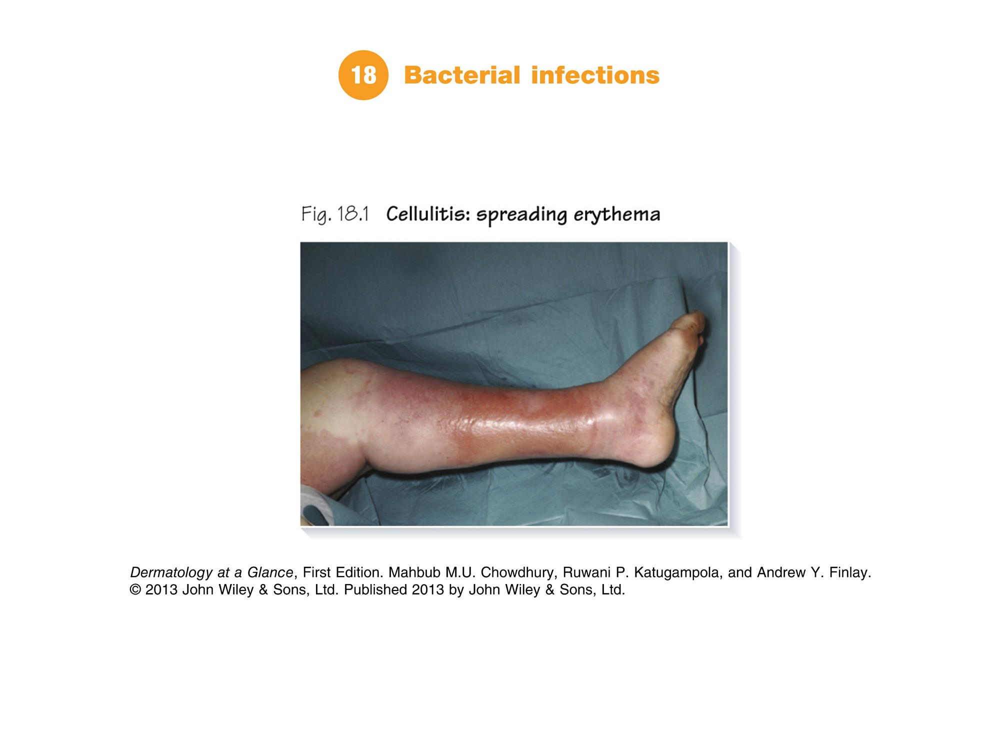 18 Bacterial infections
Fig. 18.1 Cellulitis: spreading erythema
Dermatology at a Glance, First Edition. Mahbub M.U. Chowdhury, Ruwani P. Katugampola, and Andrew Y. Finlay.
© 2013 John Wiley & Sons, Ltd. Published 2013 by John Wiley & Sons, Ltd.